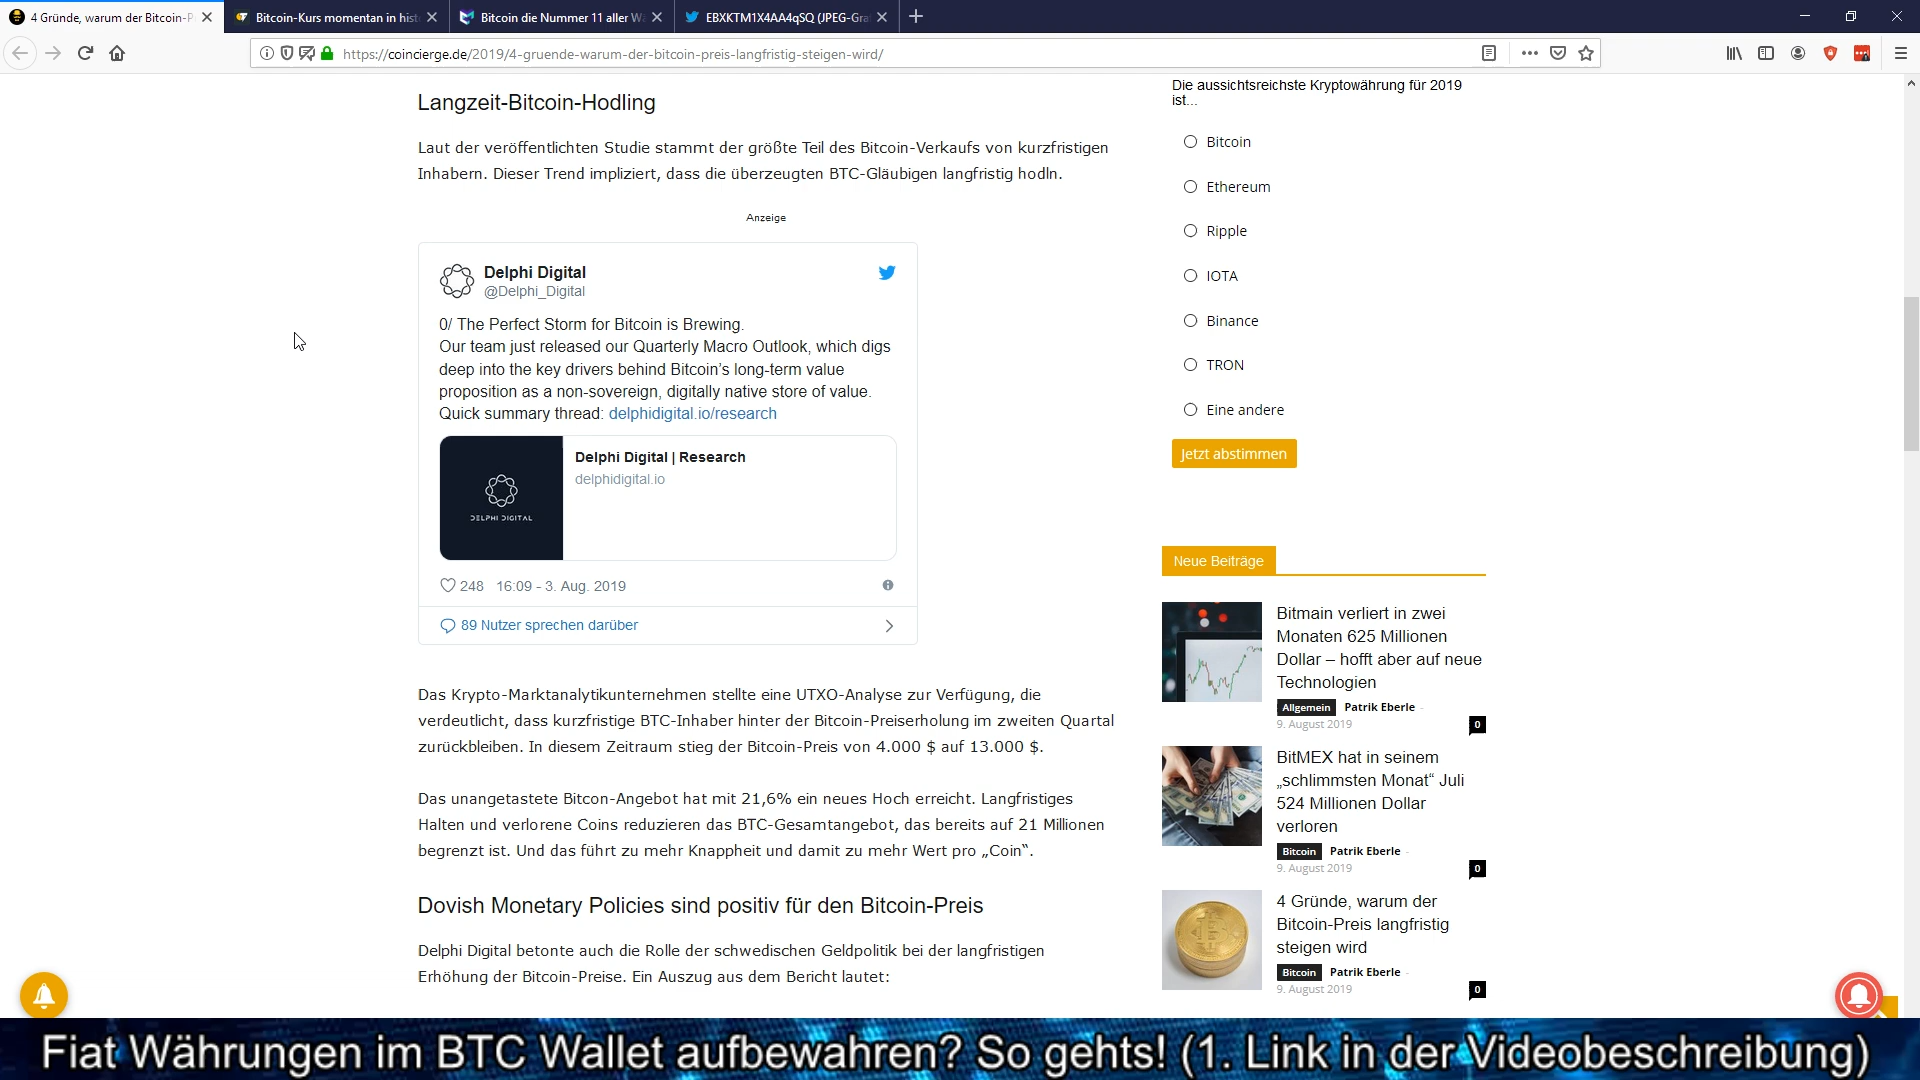 4 Gründe, warum der Bitcoin-P
Bitcoin-Kurs momentan in hist
Bitcoin die Nummer 11 aller Wä
EBXKTM1X4AA4qSQ (JPEG-Gra
https://coincierge.de/2019/4-gruende-warum-der-bitcoin-preis-langfristig-steigen-wird/
Langzeit-Bitcoin-Hodling
Laut der veröffentlichten Studie stammt der größte Teil des Bitcoin-Verkaufs von kurzfristigen
Inhabern. Dieser Trend impliziert, dass die überzeugten BTC-Gläubigen langfristig hodln.
Anzeige
Delphi Digital
@Delphi_Digital
0/ The Perfect Storm for Bitcoin is Brewing.
Our team just released our Quarterly Macro Outlook, which digs
deep into the key drivers behind Bitcoin’s long-term value
proposition as a non-sovereign, digitally native store of value.
Quick summary thread: delphidigital.io/research
DELPHI DIGITAL
Delphi Digital | Research
delphidigital.io
248 16:09 - 3. Aug. 2019
89 Nutzer sprechen darüber
Das Krypto-Marktanalytikunternehmen stellte eine UTXO-Analyse zur Verfügung, die
verdeutlicht, dass kurzfristige BTC-Inhaber hinter der Bitcoin-Preiserholung im zweiten Quartal
zurückbleiben. In diesem Zeitraum stieg der Bitcoin-Preis von 4.000 $ auf 13.000 $.
Das unangetastete Bitcon-Angebot hat mit 21,6% ein neues Hoch erreicht. Langfristiges
Halten und verlorene Coins reduzieren das BTC-Gesamtangebot, das bereits auf 21 Millionen
begrenzt ist. Und das führt zu mehr Knappheit und damit zu mehr Wert pro „Coin“.
Dovish Monetary Policies sind positiv für den Bitcoin-Preis
Delphi Digital betonte auch die Rolle der schwedischen Geldpolitik bei der langfristigen
Erhöhung der Bitcoin-Preise. Ein Auszug aus dem Bericht lautet:
Die aussichtsreichste Kryptowährung für 2019
ist...
Bitcoin
Ethereum
Ripple
IOTA
Binance
TRON
Eine andere
Jetzt abstimmen
Neue Beiträge
Bitmain verliert in zwei
Monaten 625 Millionen
Dollar – hofft aber auf neue
Technologien
Allgemein Patrik Eberle -
9. August 2019
0
BitMEX hat in seinem
„schlimmsten Monat“ Juli
524 Millionen Dollar
verloren
Bitcoin Patrik Eberle -
9. August 2019
0
4 Gründe, warum der
Bitcoin-Preis langfristig
steigen wird
Bitcoin Patrik Eberle -
9. August 2019
0
Fiat Währungen im BTC Wallet aufbewahren? So gehts! (1. Link in der Videobeschreibung)